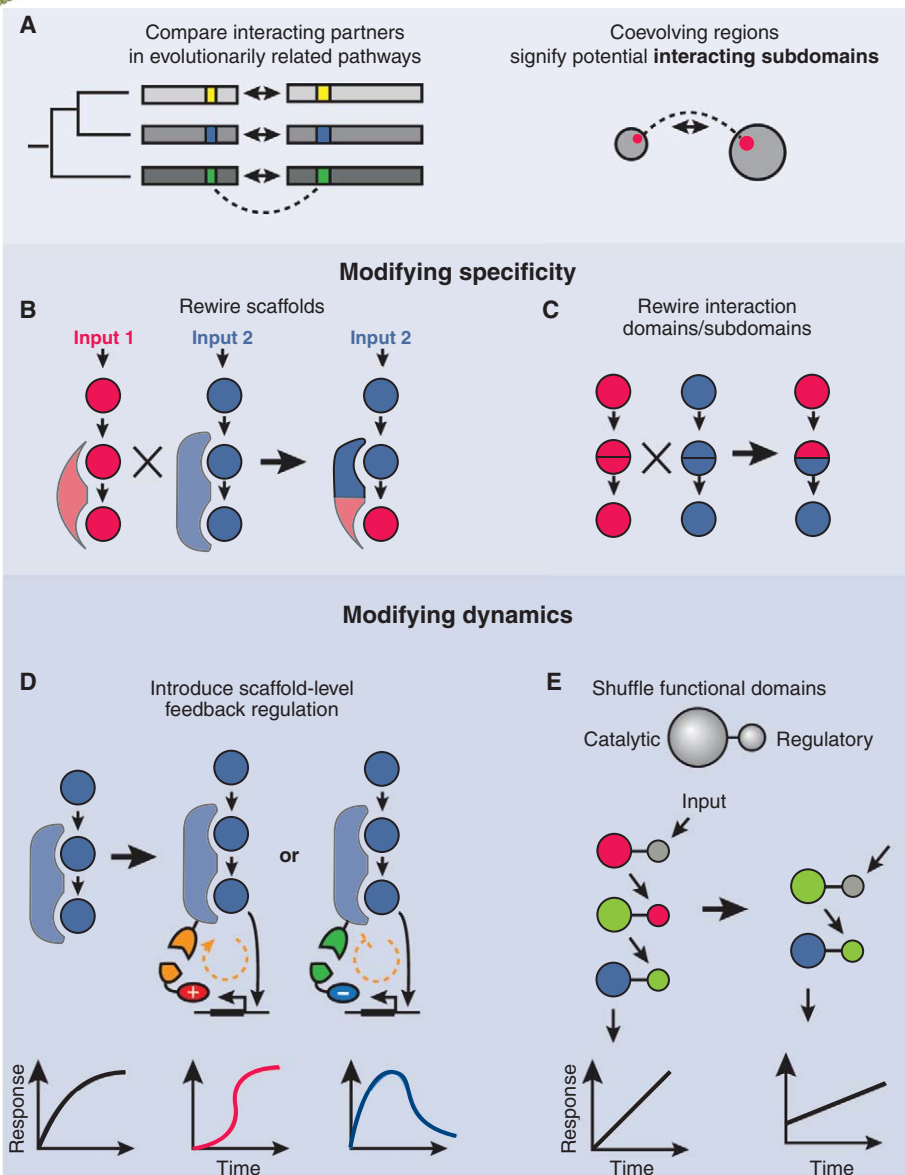 A
Compare interacting partners
in evolutionarily related pathways
Coevolving regions
signify potential interacting subdomains
Modifying specificity
B
Rewire scaffolds
Input 1
Input 2
Input 2
C
Rewire interaction
domains/subdomains
Modifying dynamics
D
Introduce scaffold-level
feedback regulation
or
+
−
Response
Time
E
Shuffle functional domains
Catalytic
Regulatory
Input
Response
Time
Time